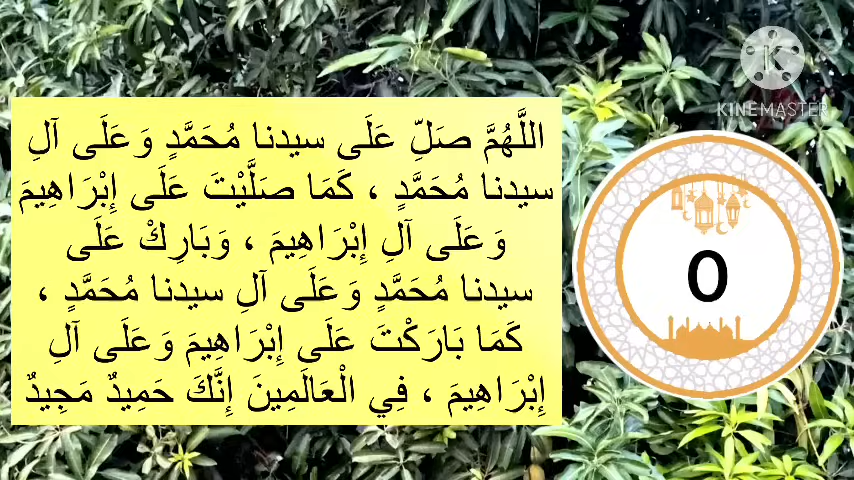 اللَّهُمَّ صَلِّ عَلَى سيدنا مُحَمَّدٍ وَعَلَى آلِ
سيدنا مُحَمَّدٍ ، كَمَا صَلَّيْتَ عَلَى إِبْرَاهِيمَ
وَعَلَى آلِ إِبْرَاهِيمَ ، وَبَارِكْ عَلَى
سيدنا مُحَمَّدٍ وَعَلَى آلِ سيدنا مُحَمَّدٍ ،
كَمَا بَارَكْتَ عَلَى إِبْرَاهِيمَ وَعَلَى آلِ
إِبْرَاهِيمَ ، فِي الْعَالَمِينَ إِنَّكَ حَمِيدٌ مَجِيدٌ
0
KINEMASTER